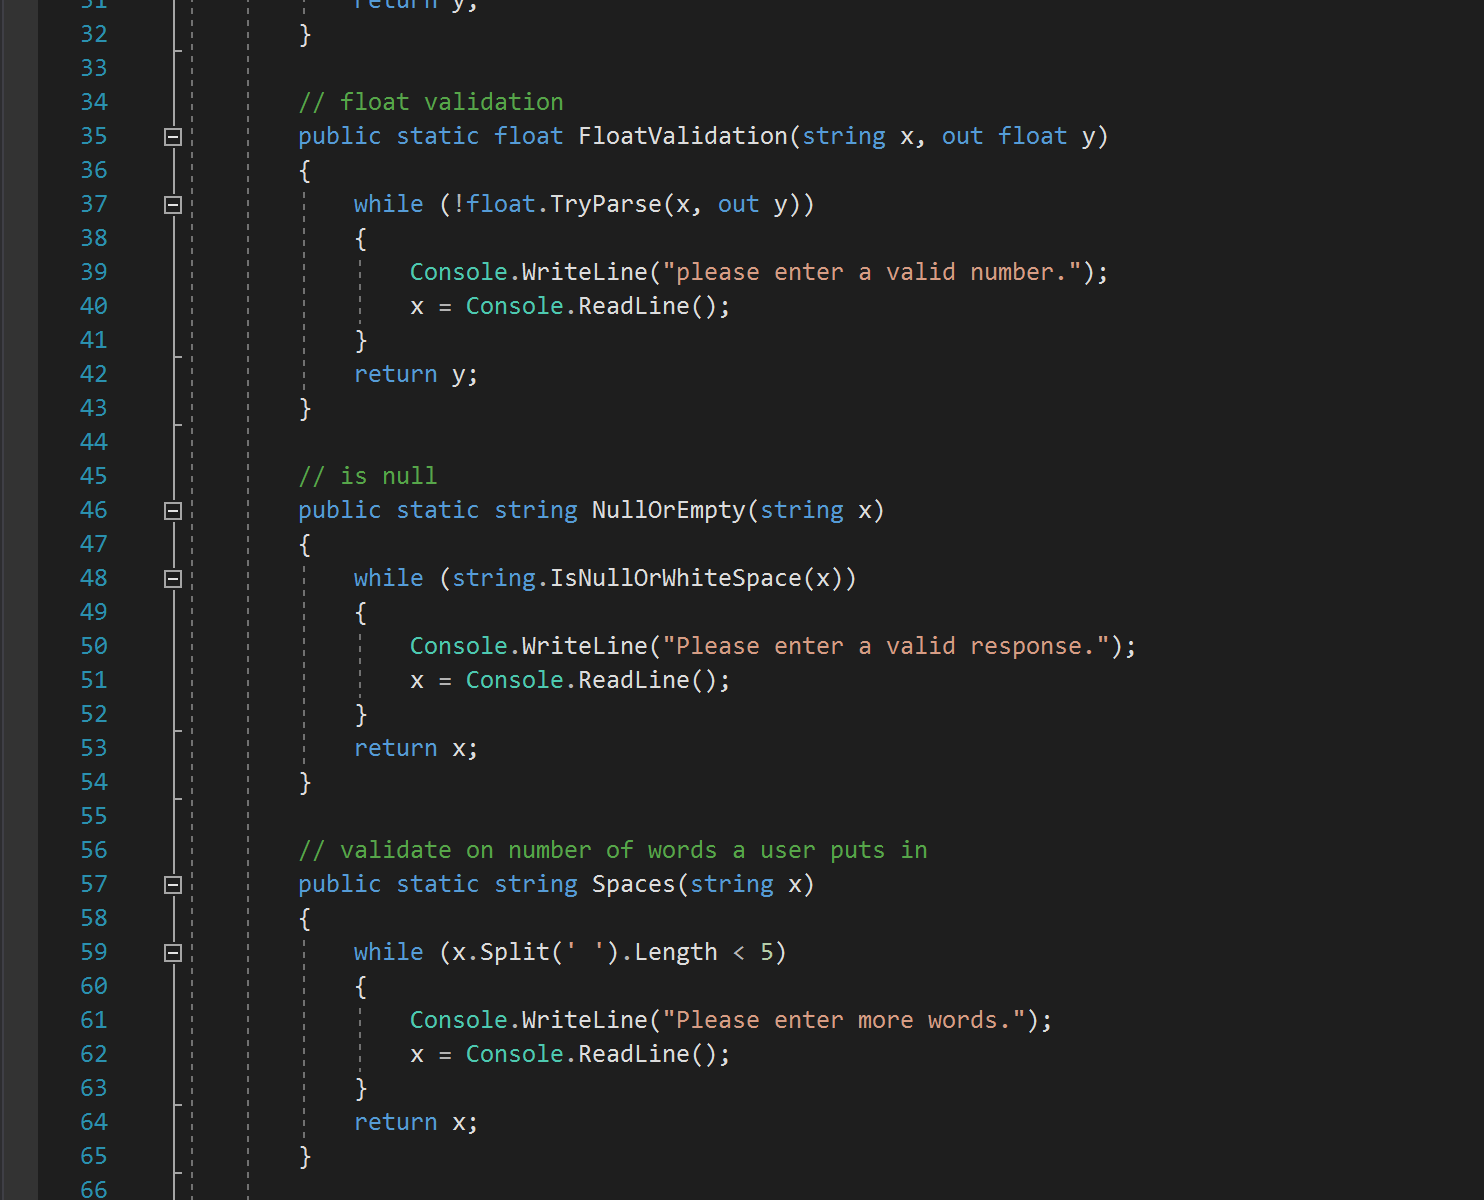 31 return y;
32 }
33
34 // float validation
35 public static float FloatValidation(string x, out float y)
36 {
37 while (!float.TryParse(x, out y))
38 {
39 Console.WriteLine("please enter a valid number.");
40 x = Console.ReadLine();
41 }
42 return y;
43 }
44
45 // is null
46 public static string NullOrEmpty(string x)
47 {
48 while (string.IsNullOrWhiteSpace(x))
49 {
50 Console.WriteLine("Please enter a valid response.");
51 x = Console.ReadLine();
52 }
53 return x;
54 }
55
56 // validate on number of words a user puts in
57 public static string Spaces(string x)
58 {
59 while (x.Split(' ').Length < 5)
60 {
61 Console.WriteLine("Please enter more words.");
62 x = Console.ReadLine();
63 }
64 return x;
65 }
66